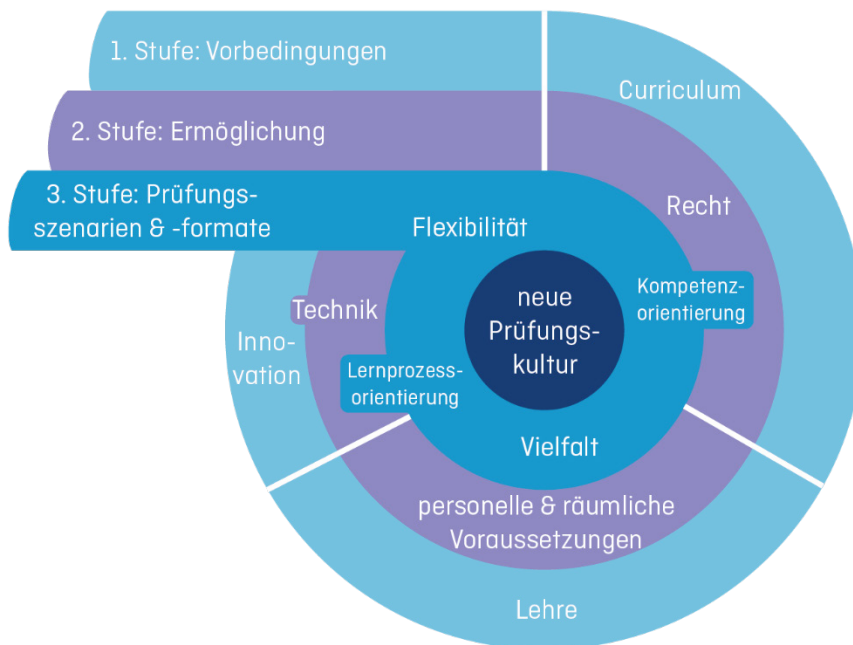 1. Stufe: Vorbedingungen
2. Stufe: Ermöglichung
3. Stufe: Prüfungs-
szenarien & -formate
Curriculum
Recht
Flexibilität
Kompetenz-
orientierung
neue
Prüfungs-
kultur
Technik
Inno-
vation
Lernprozess-
orientierung
Vielfalt
personelle & räumliche
Voraussetzungen
Lehre